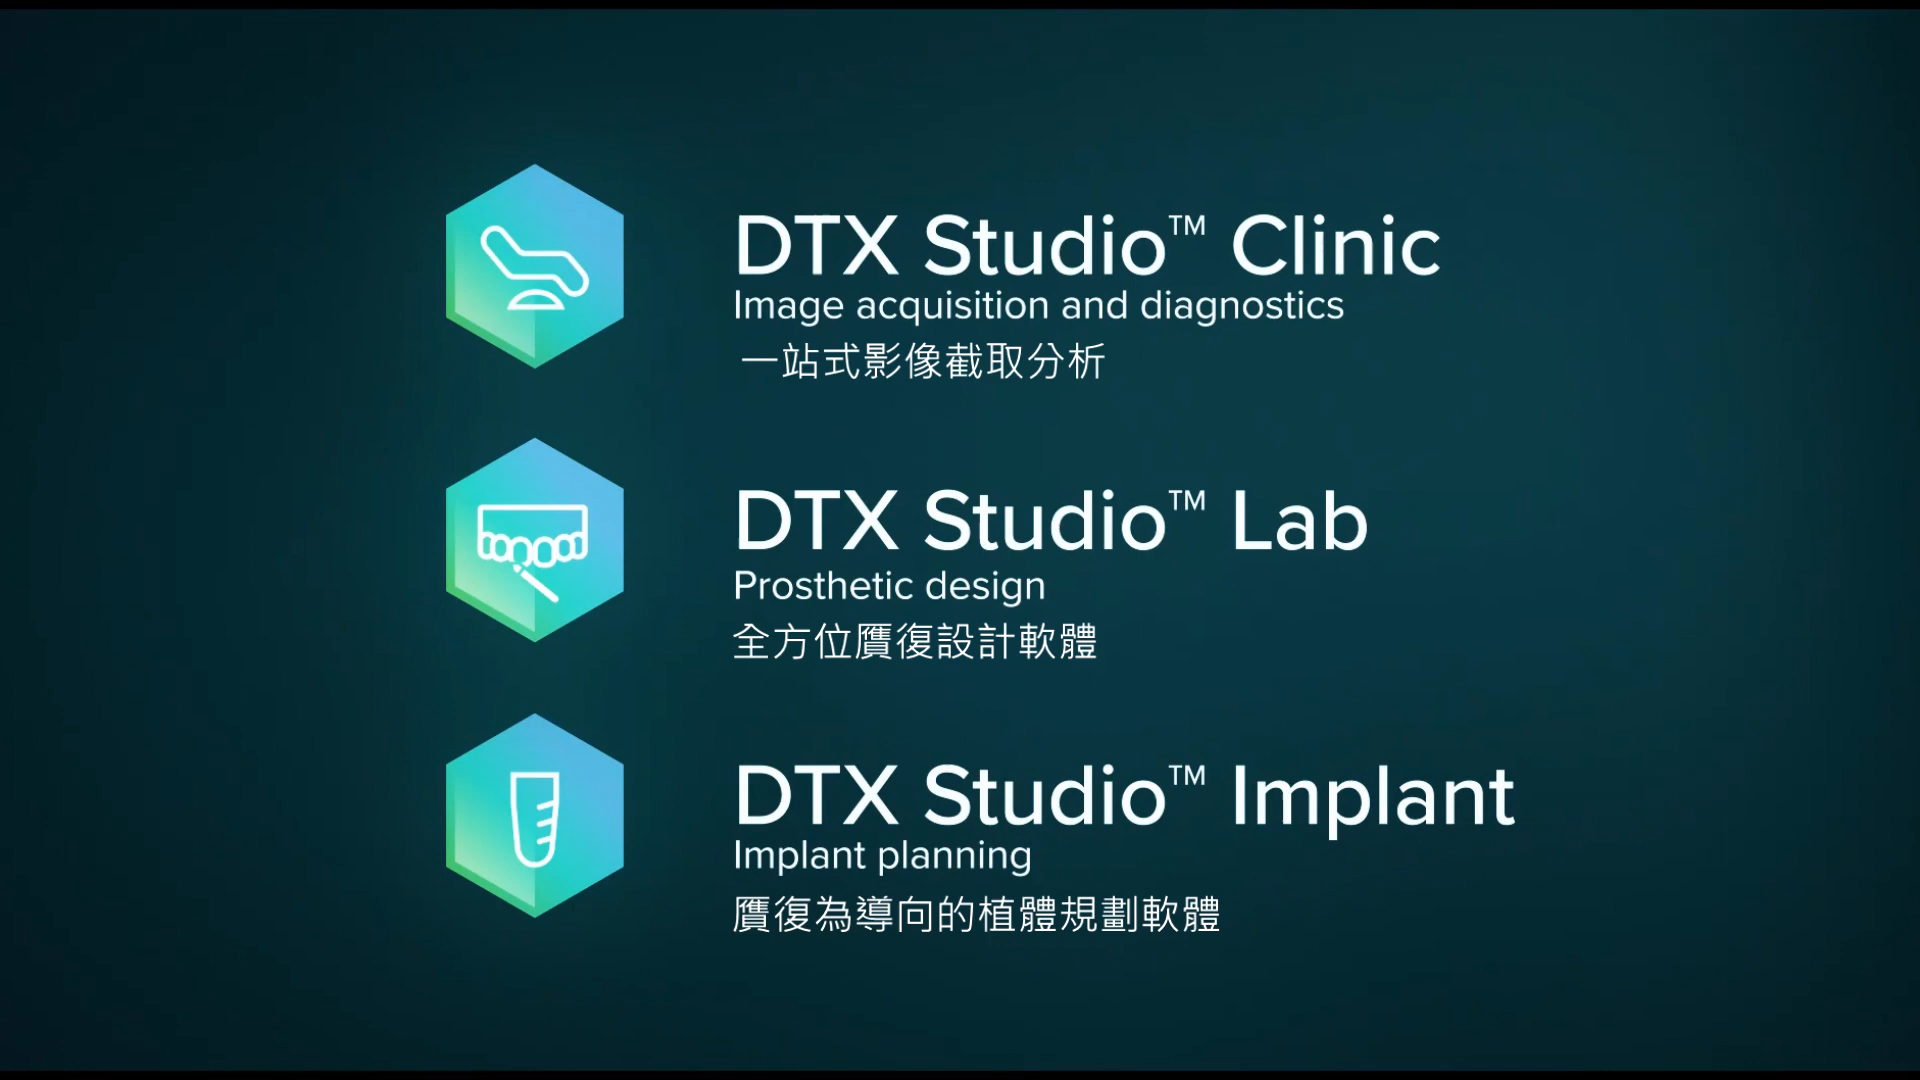 DTX Studio™ Clinic
Image acquisition and diagnostics
一站式影像截取分析
DTX Studio™ Lab
Prosthetic design
全方位贗復設計軟體
DTX Studio™ Implant
Implant planning
贗復為導向的植體規劃軟體